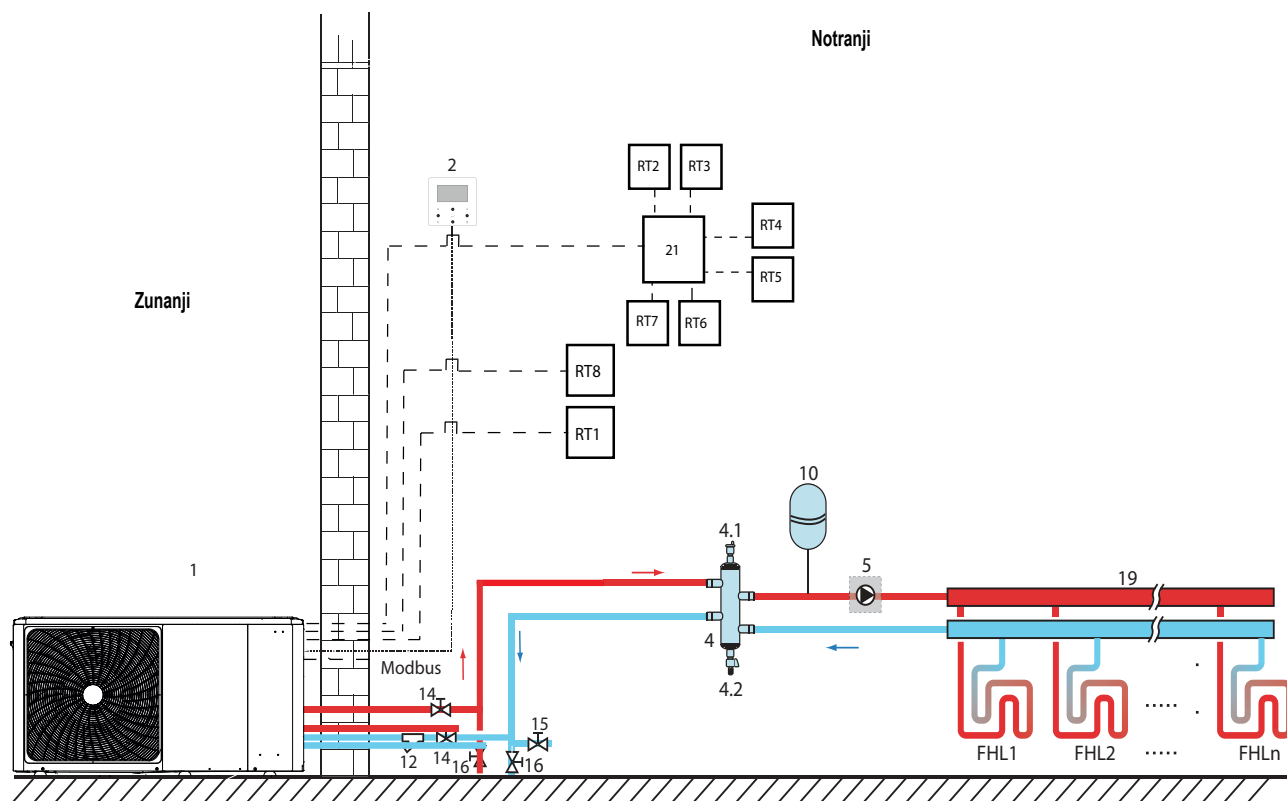 Notranji
Zunanji
2
RT2
RT3
RT4
21
RT5
RT7
RT6
RT8
RT1
10
4.1
5
19
1
4
Modbus
4.2
14
15
12
14
16
16
FHL1
FHL2
.....
.....
FHLn